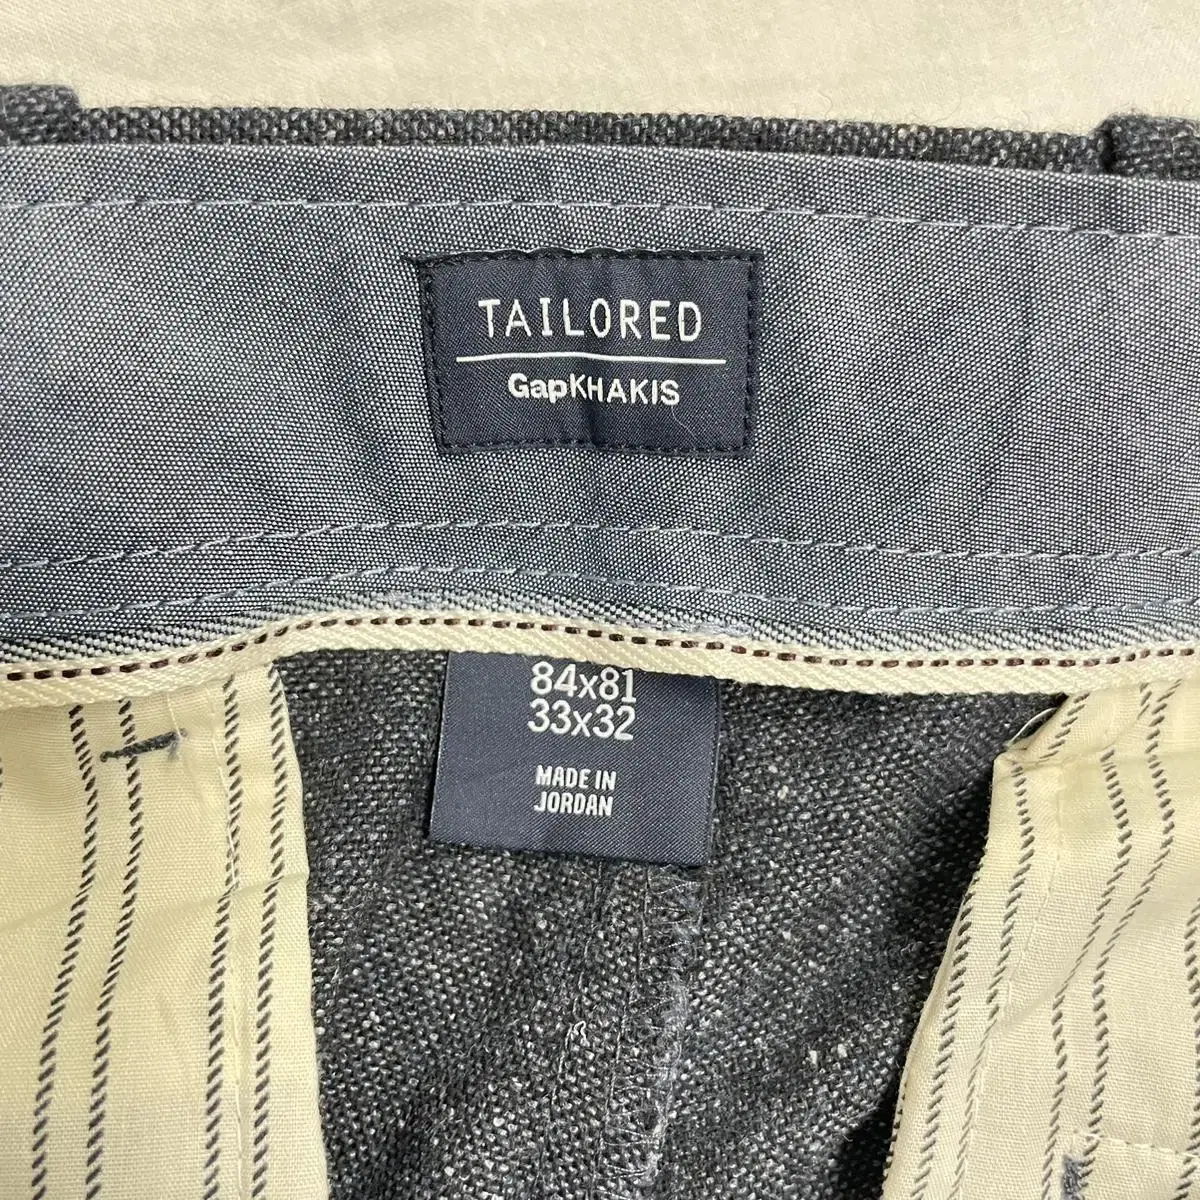 TAILORED
GapKHAKIS
84x81
33x32
MADE IN
JORDAN